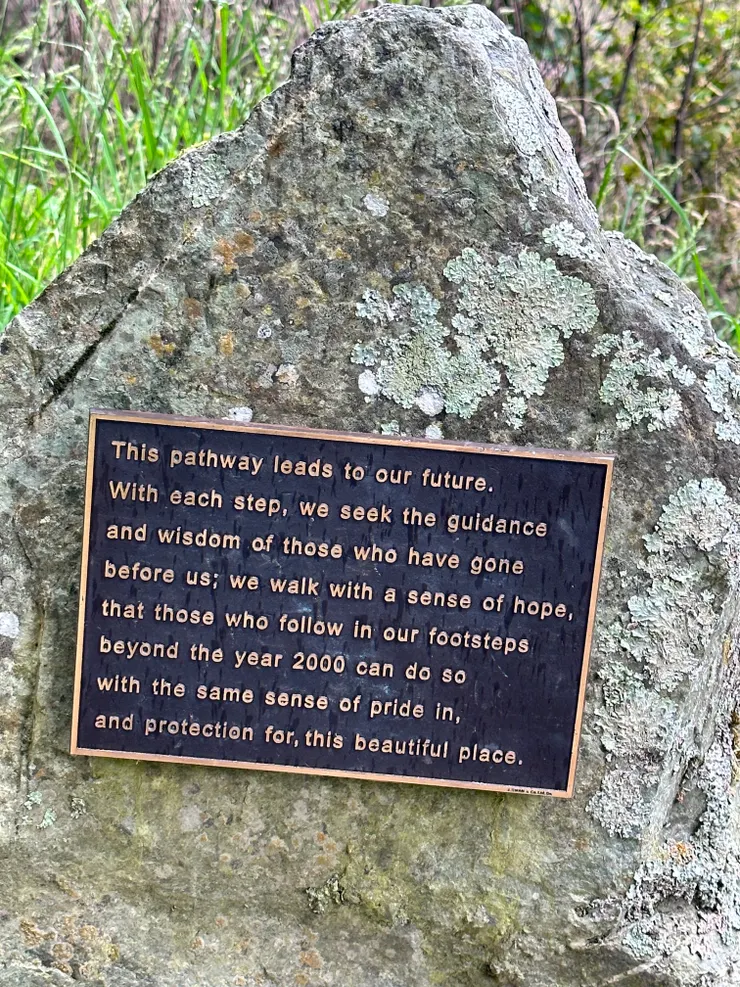 This pathway leads to our future.
With each step, we seek the guidance
and wisdom of those who have gone
before us; we walk with a sense of hope,
that those who follow in our footsteps
beyond the year 2000 can do so
with the same sense of pride in,
and protection for, this beautiful place.